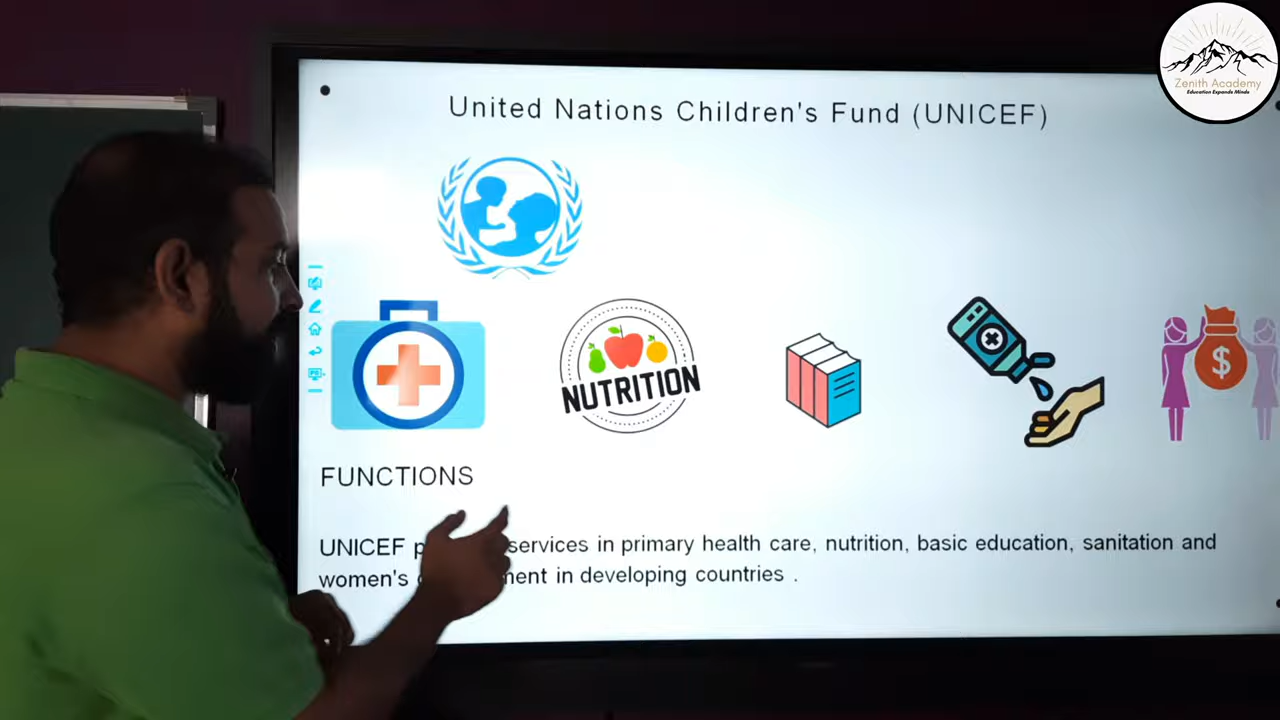 United Nations Children's Fund (UNICEF)
Zenith Academy
Education Expands Minds
NUTRITION
$
FUNCTIONS
UNICEF services in primary health care, nutrition, basic education, sanitation and
women's in developing countries .